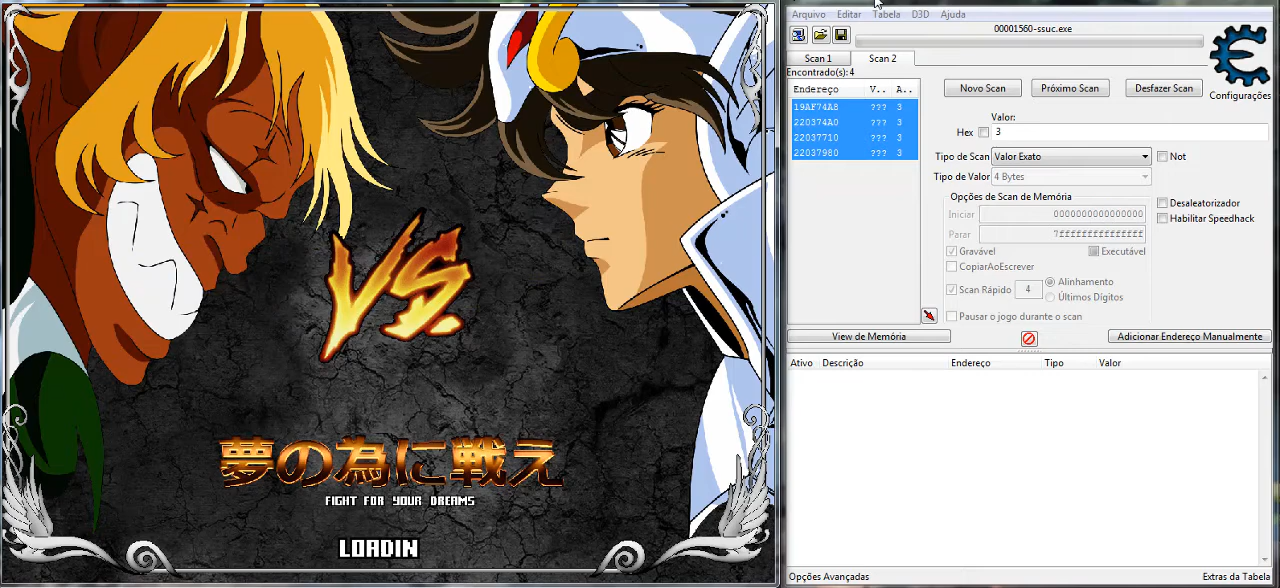 VS
夢の為に戦え
FIGHT FOR YOUR DREAMS
LOADIN
Arquivo Editar Tabela D3D Ajuda
00001560-ssuc.exe
Scan 1 Scan 2
Encontrado(s):4
Endereço V.. A..
19AF74A8 ??? 3
220374A0 ??? 3
22037710 ??? 3
22037980 ??? 3
Novo Scan Próximo Scan Desfazer Scan
Configurações
Valor:
Hex 3
Tipo de Scan Valor Exato Not
Tipo de Valor 4 Bytes
Opções de Scan de Memória
Iniciar 0000000000000000
Parar 7fffffffffffffff
Gravável Executável
CopiarAoEscrever
Scan Rápido 4 Alinhamento
Últimos Dígitos
Pausar o jogo durante o scan
Desaleatorizador
Habilitar Speedhack
View de Memória Adicionar Endereço Manualmente
Ativo Descrição Endereço Tipo Valor
Opções Avançadas Extras da Tabela